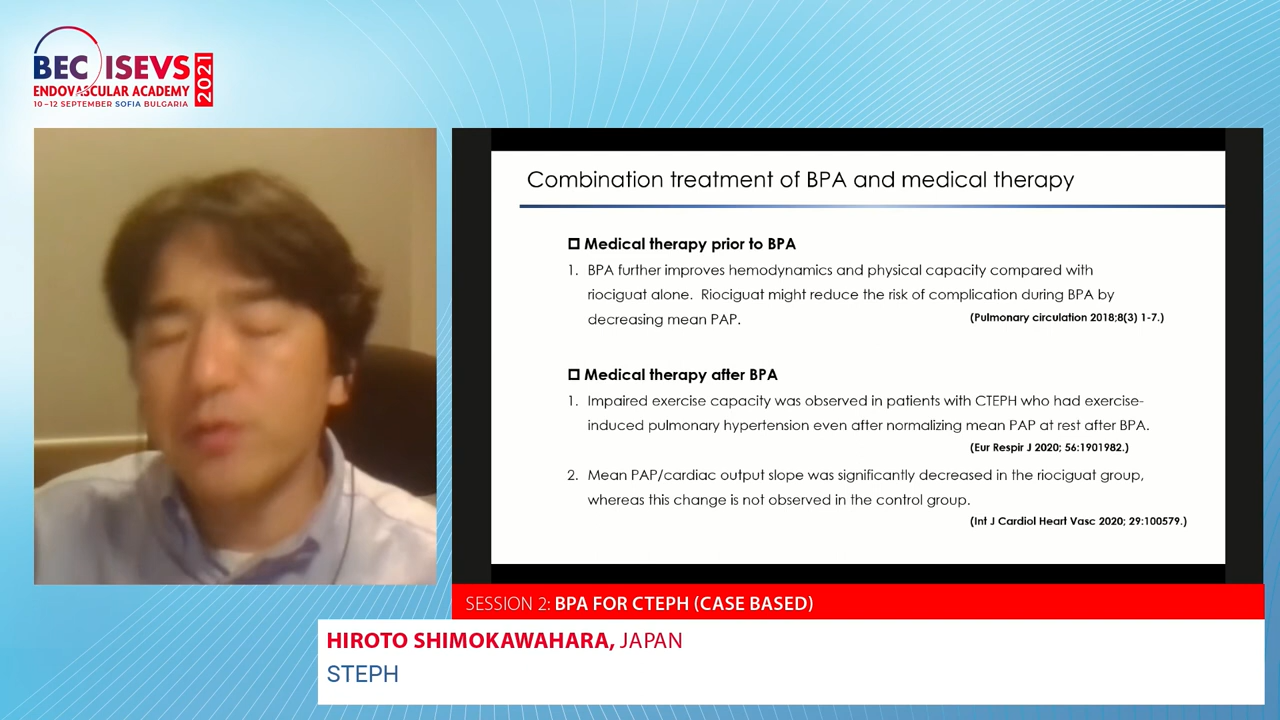 BEC ISEVS
2021
ENDOVASCULAR ACADEMY
10–12 SEPTEMBER SOFIA BULGARIA
Combination treatment of BPA and medical therapy
Medical therapy prior to BPA
1. BPA further improves hemodynamics and physical capacity compared with
riociguat alone. Riociguat might reduce the risk of complication during BPA by
decreasing mean PAP.
(Pulmonary circulation 2018;8(3) 1-7.)
Medical therapy after BPA
1. Impaired exercise capacity was observed in patients with CTEPH who had exercise-
induced pulmonary hypertension even after normalizing mean PAP at rest after BPA.
(Eur Respir J 2020; 56:1901982.)
2. Mean PAP/cardiac output slope was significantly decreased in the riociguat group,
whereas this change is not observed in the control group.
(Int J Cardiol Heart Vasc 2020; 29:100579.)
SESSION 2: BPA FOR CTEPH (CASE BASED)
HIROTO SHIMOKAWAHARA, JAPAN
STEPH